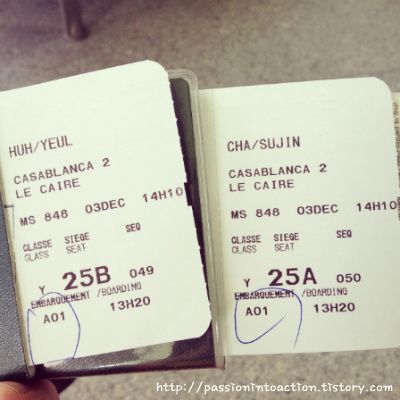 HUH/YEUL
CASABLANCA 2
LE CAIRE
MS 848 03DEC 14H10
CLASSE SIEGE SEQ
CLASS SEAT
Y 25B 049
EMBARQUEMENT /BOARDING
A01 13H20
CHA/SUJIN
CASABLANCA 2
LE CAIRE
MS 848 03DEC 14H10
CLASSE SIEGE SEQ
CLASS SEAT
Y 25A 050
EMBARQUEMENT /BOARDING
A01 13H20
http://passionintoaction.tistory.com